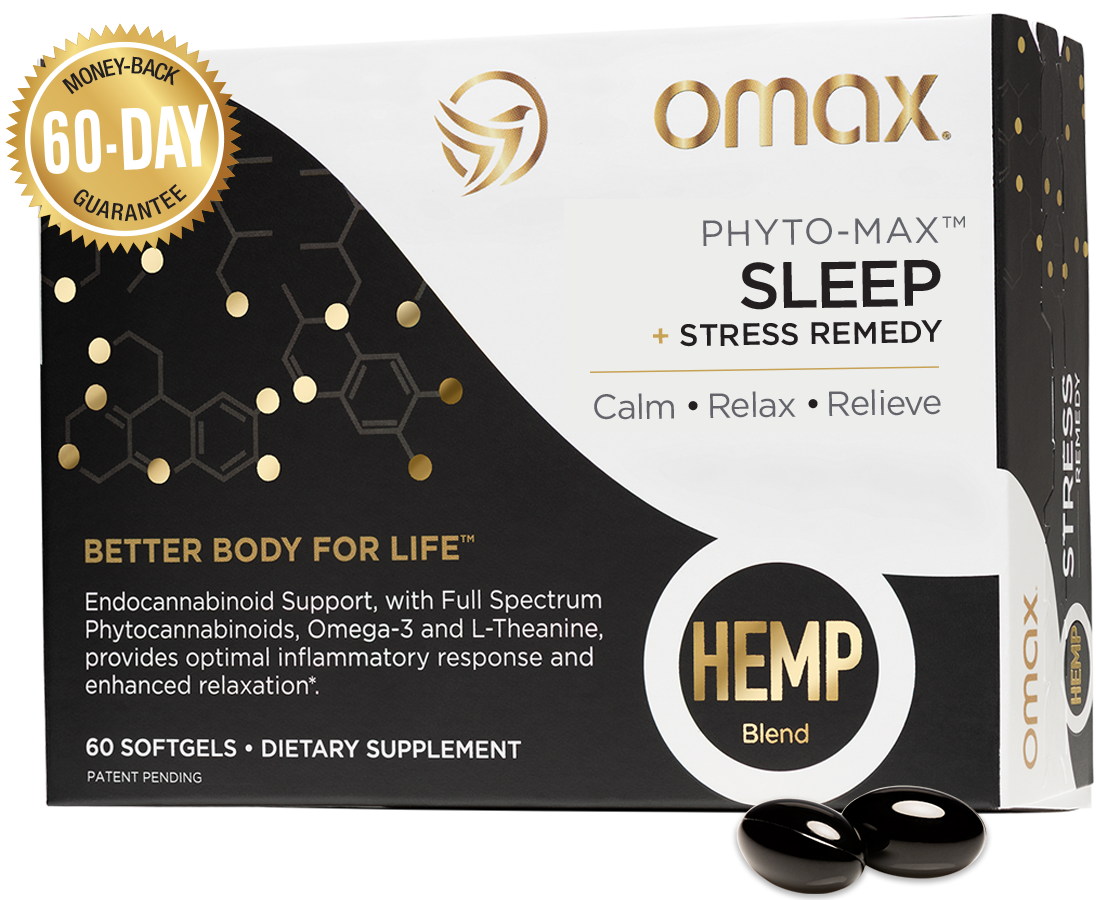 MONEY-BACK
60-DAY
GUARANTEE
omax®
PHYTO-MAX™
SLEEP
+ STRESS REMEDY
Calm • Relax • Relieve
BETTER BODY FOR LIFE™
Endocannabinoid Support, with Full Spectrum
Phytocannabinoids, Omega-3 and L-Theanine,
provides optimal inflammatory response and
enhanced relaxation*.
60 SOFTGELS • DIETARY SUPPLEMENT
PATENT PENDING
HEMP
Blend
STRESS
REMEDY
omax
HEMP